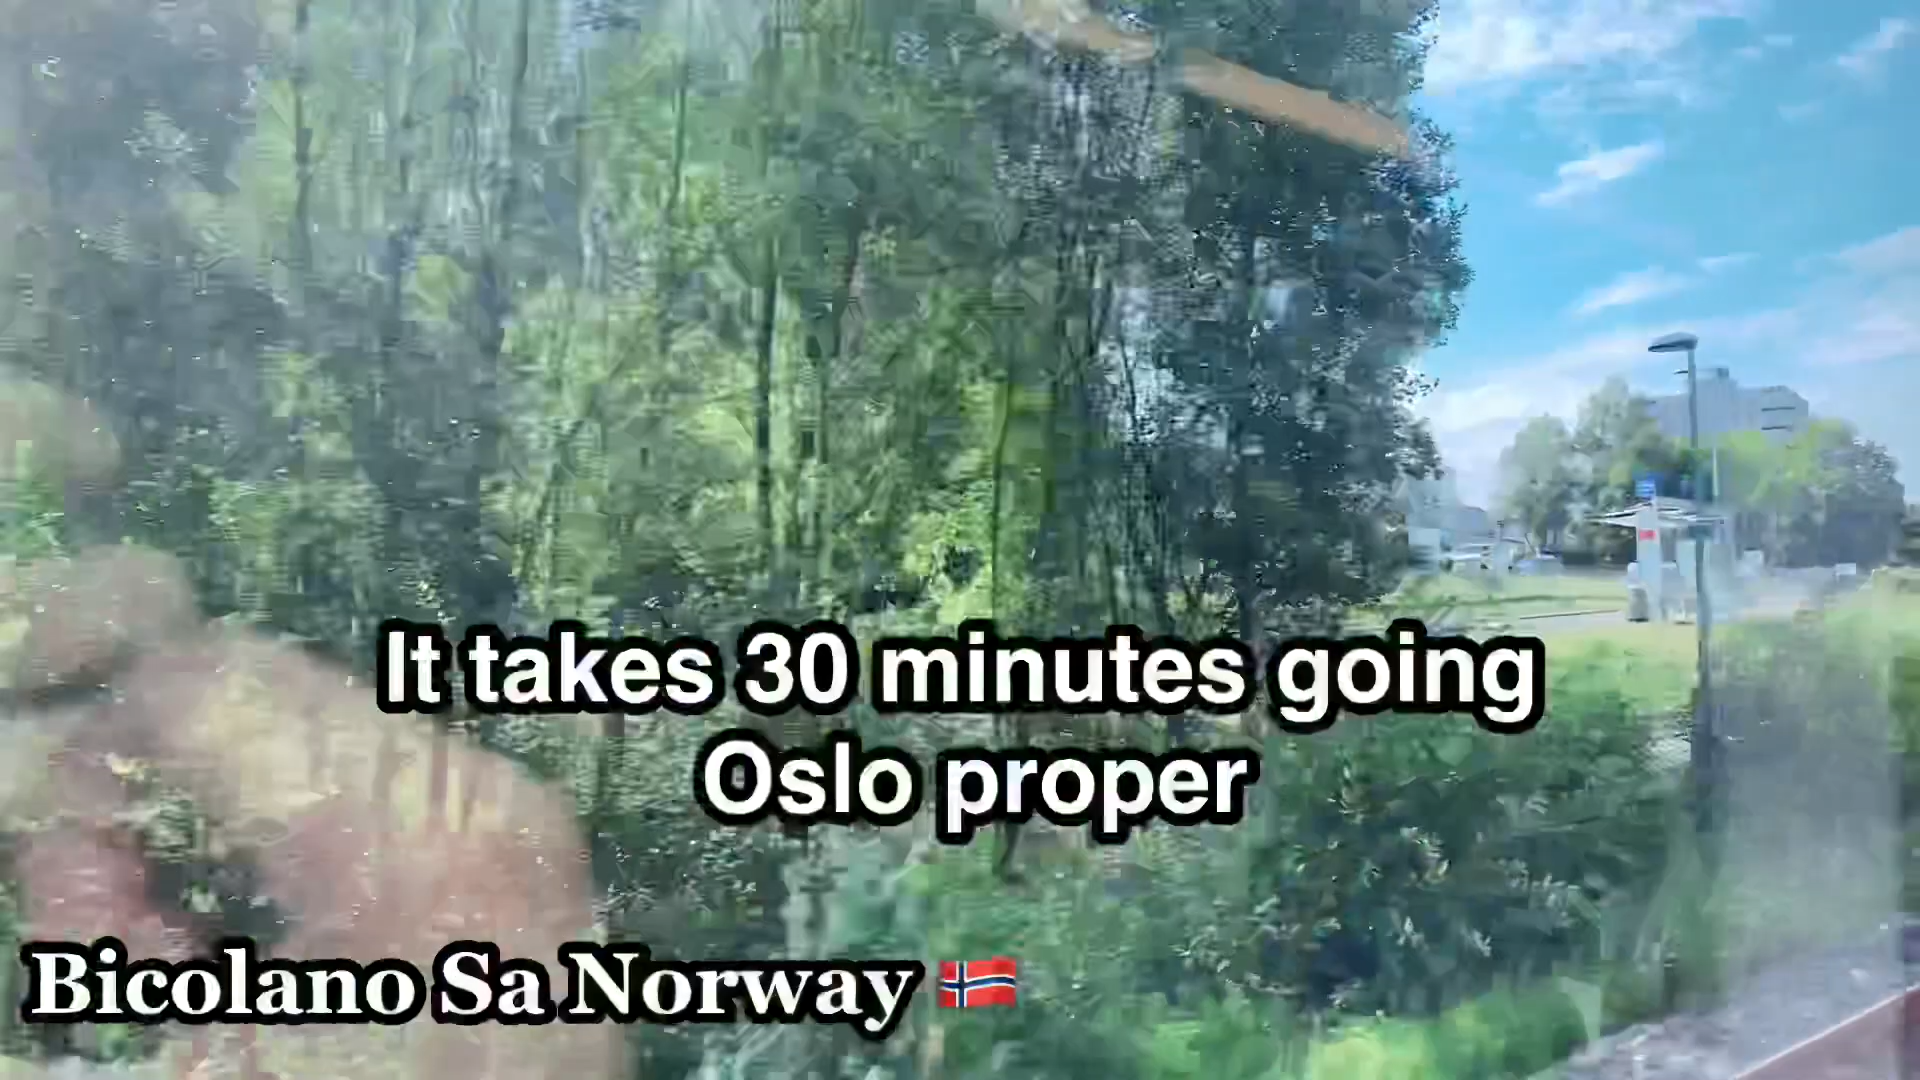 It takes 30 minutes going
Oslo proper
Bicolano Sa Norway 🇳🇴